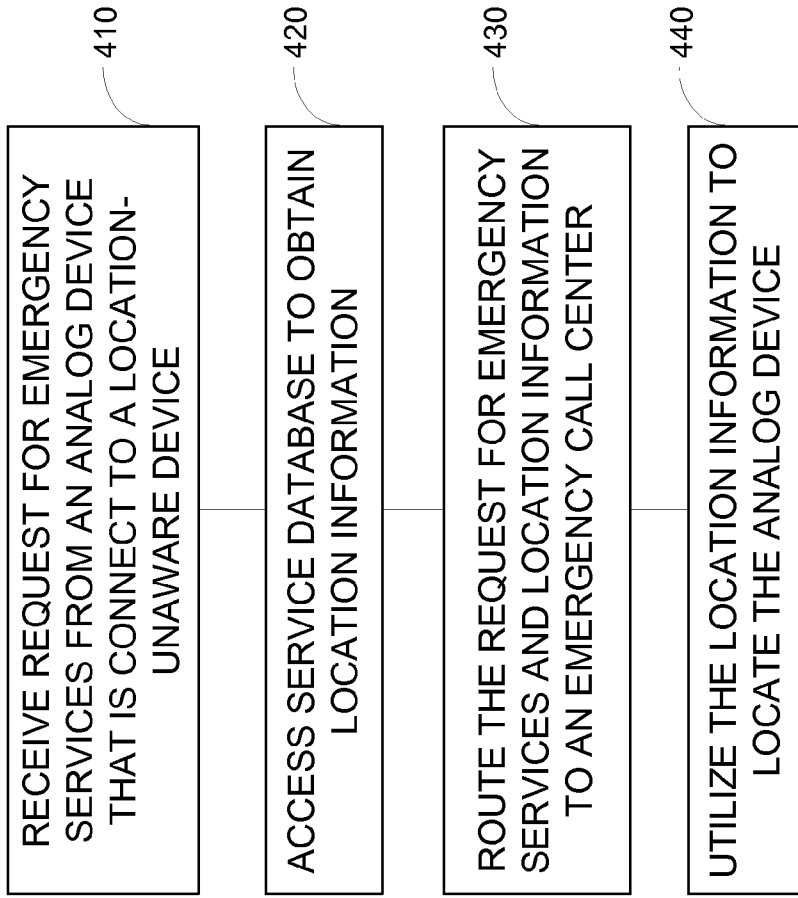 RECEIVE REQUEST FOR EMERGENCY
SERVICES FROM AN ANALOG DEVICE
THAT IS CONNECT TO A LOCATION-
UNAWARE DEVICE
410
ACCESS SERVICE DATABASE TO OBTAIN
LOCATION INFORMATION
420
ROUTE THE REQUEST FOR EMERGENCY
SERVICES AND LOCATION INFORMATION
TO AN EMERGENCY CALL CENTER
430
UTILIZE THE LOCATION INFORMATION TO
LOCATE THE ANALOG DEVICE
440